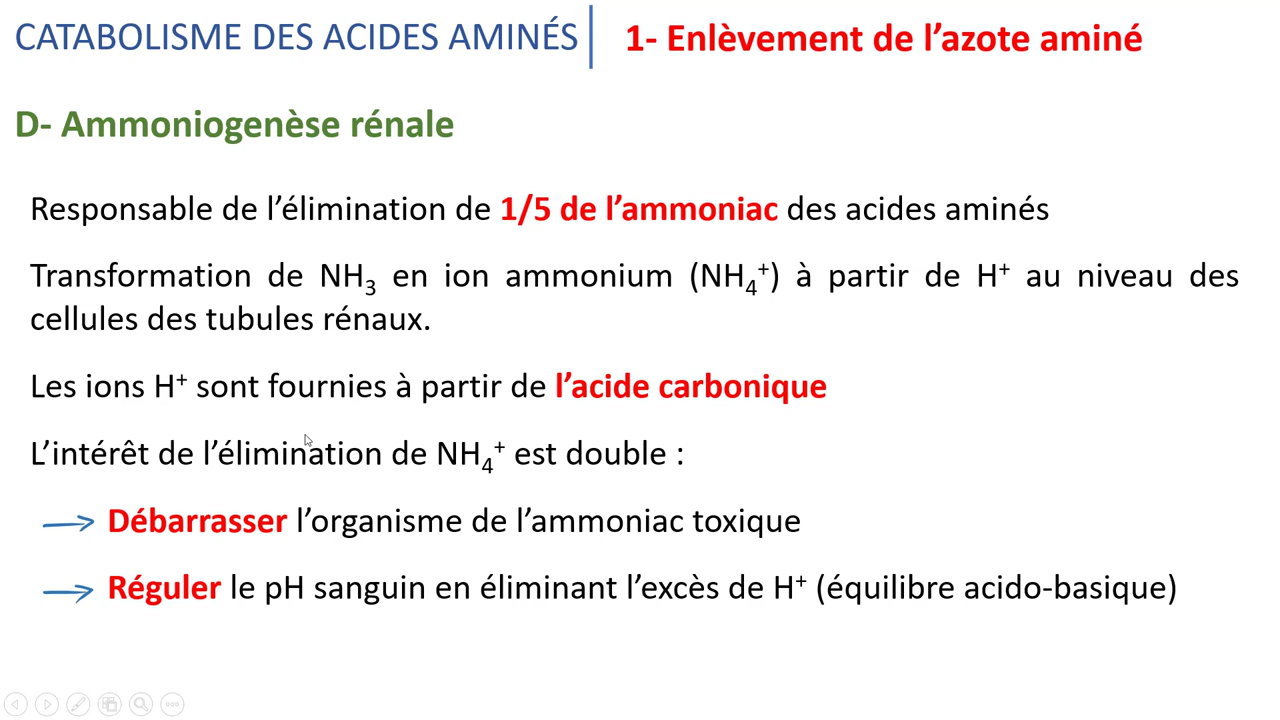 CATABOLISME DES ACIDES AMINÉS
1- Enlèvement de l’azote aminé
D- Ammoniogenèse rénale
Responsable de l’élimination de 1/5 de l’ammoniac des acides aminés
Transformation de NH₃ en ion ammonium (NH₄⁺) à partir de H⁺ au niveau des
cellules des tubules rénaux.
Les ions H⁺ sont fournies à partir de l’acide carbonique
L’intérêt de l’élimination de NH₄⁺ est double :
Débarrasser l’organisme de l’ammoniac toxique
Réguler le pH sanguin en éliminant l’excès de H⁺ (équilibre acido-basique)